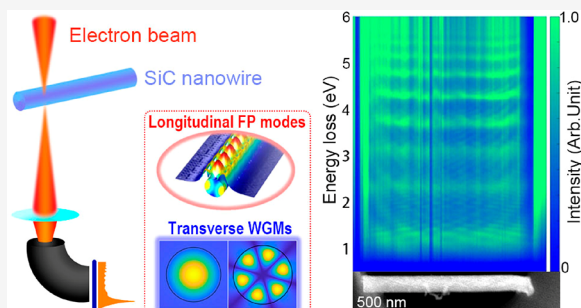 Electron beam
SiC nanowire
Longitudinal FP modes
Transverse WGMs
Energy loss (eV)
6
5
4
3
2
1
500 nm
1.0
0
Intensity (Arb.Unit)